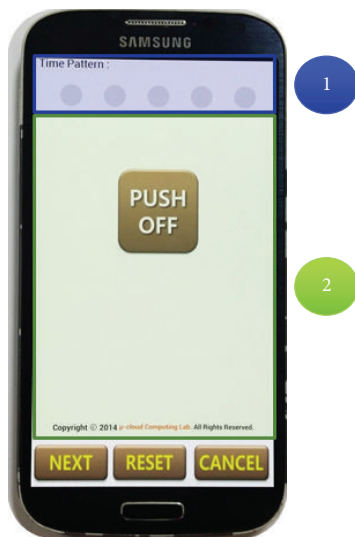 SAMSUNG
Time Pattern :
1
PUSH
OFF
2
Copyright © 2014 μ-cloud Computing Lab. All Rights Reserved.
NEXT RESET CANCEL